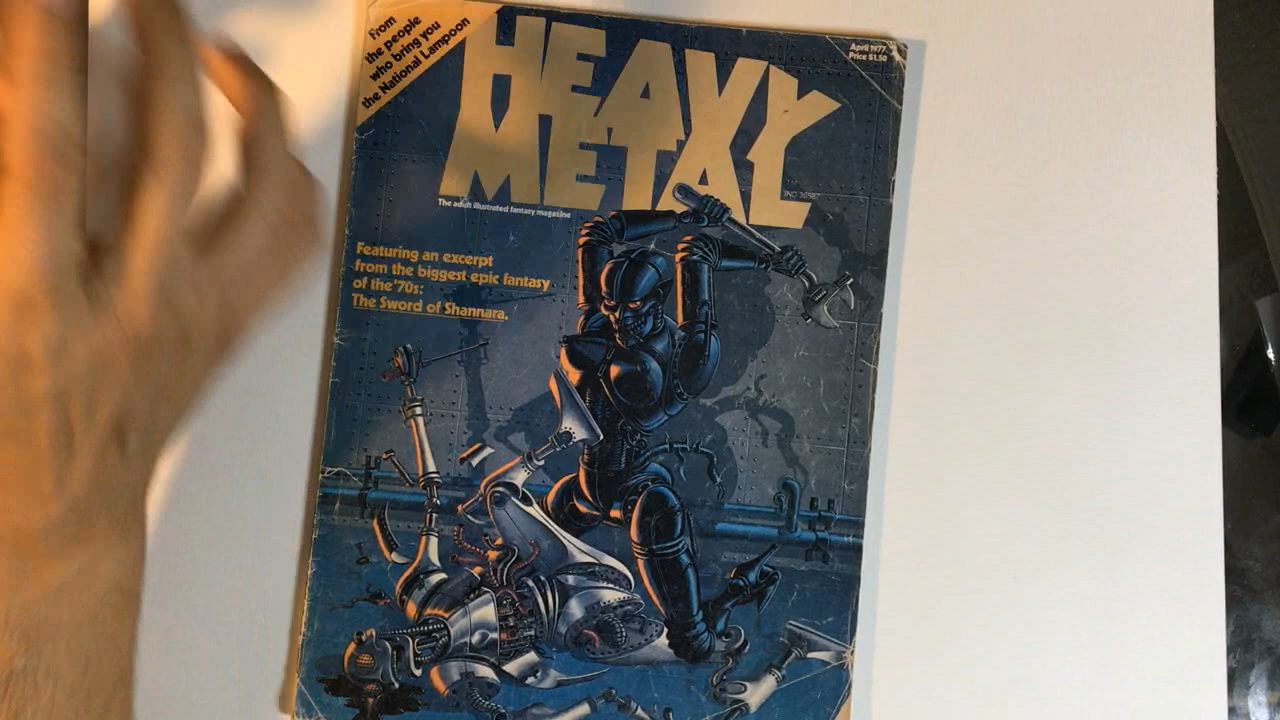 From
the people
who bring you
the National Lampoon
HEAVY
METAL
April 1977
Price $1.50
TM
The adult illustrated fantasy magazine
Featuring an excerpt
from the biggest epic fantasy
of the '70s:
The Sword of Shannara.